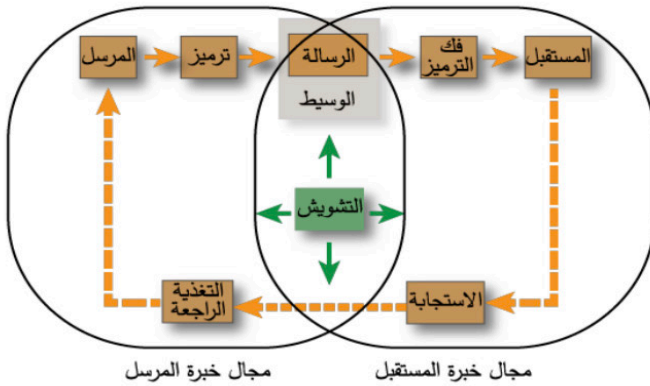 المرسل
ترميز
الرسالة
الوسيط
فك
الترميز
المستقبل
التشويش
الاستجابة
التغذية
الراجعة
مجال خبرة المستقبل
مجال خبرة المرسل